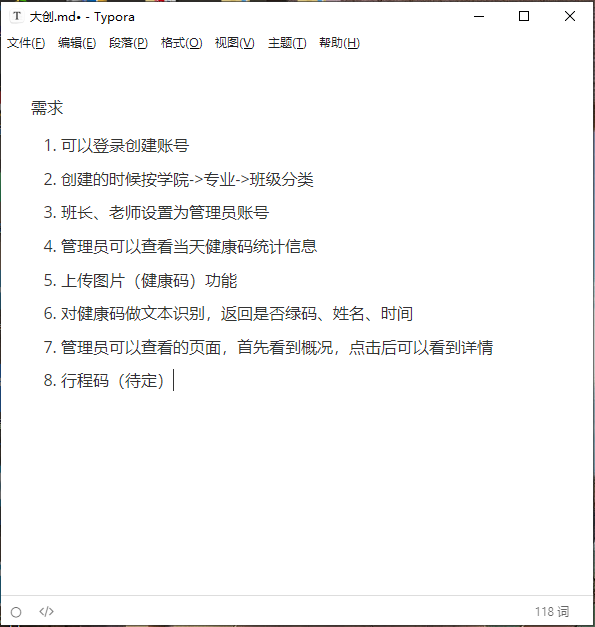 大创.md• - Typora
文件(F) 编辑(E) 段落(P) 格式(O) 视图(V) 主题(T) 帮助(H)
需求
1. 可以登录创建账号
2. 创建的时候按学院->专业->班级分类
3. 班长、老师设置为管理员账号
4. 管理员可以查看当天健康码统计信息
5. 上传图片（健康码）功能
6. 对健康码做文本识别，返回是否绿码、姓名、时间
7. 管理员可以查看的页面，首先看到概况，点击后可以看到详情
8. 行程码（待定）
118 词